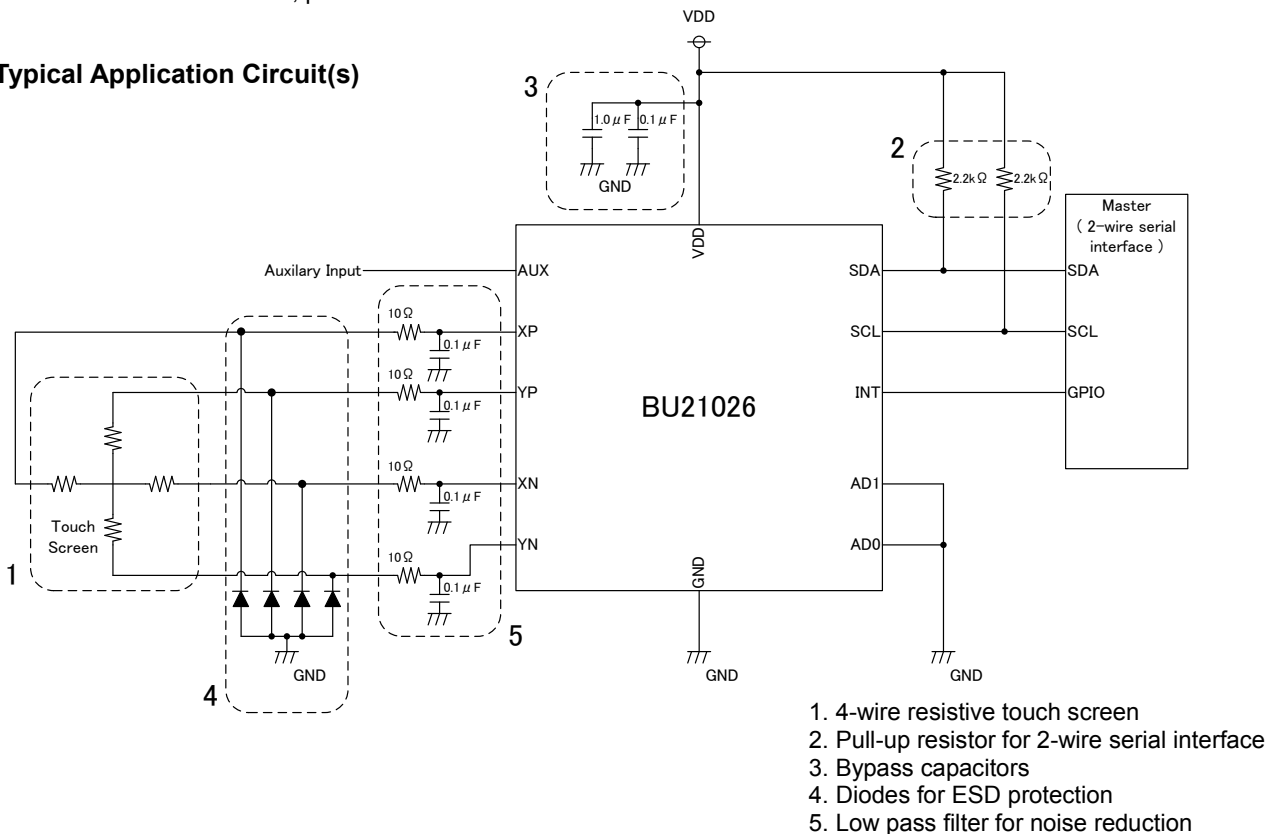 Typical Application Circuit(s)
VDD
3
1.0μF 0.1μF
GND
2
2.2kΩ 2.2kΩ
Master
( 2-wire serial
interface )
VDD
Auxilary Input
AUX
SDA
SDA
10Ω
XP
0.1μF
SCL
SCL
10Ω
YP
0.1μF
BU21026
INT
GPIO
10Ω
XN
0.1μF
AD1
Touch
Screen
10Ω
YN
0.1μF
AD0
1
GND
5
GND
4
GND
GND
1. 4-wire resistive touch screen
2. Pull-up resistor for 2-wire serial interface
3. Bypass capacitors
4. Diodes for ESD protection
5. Low pass filter for noise reduction